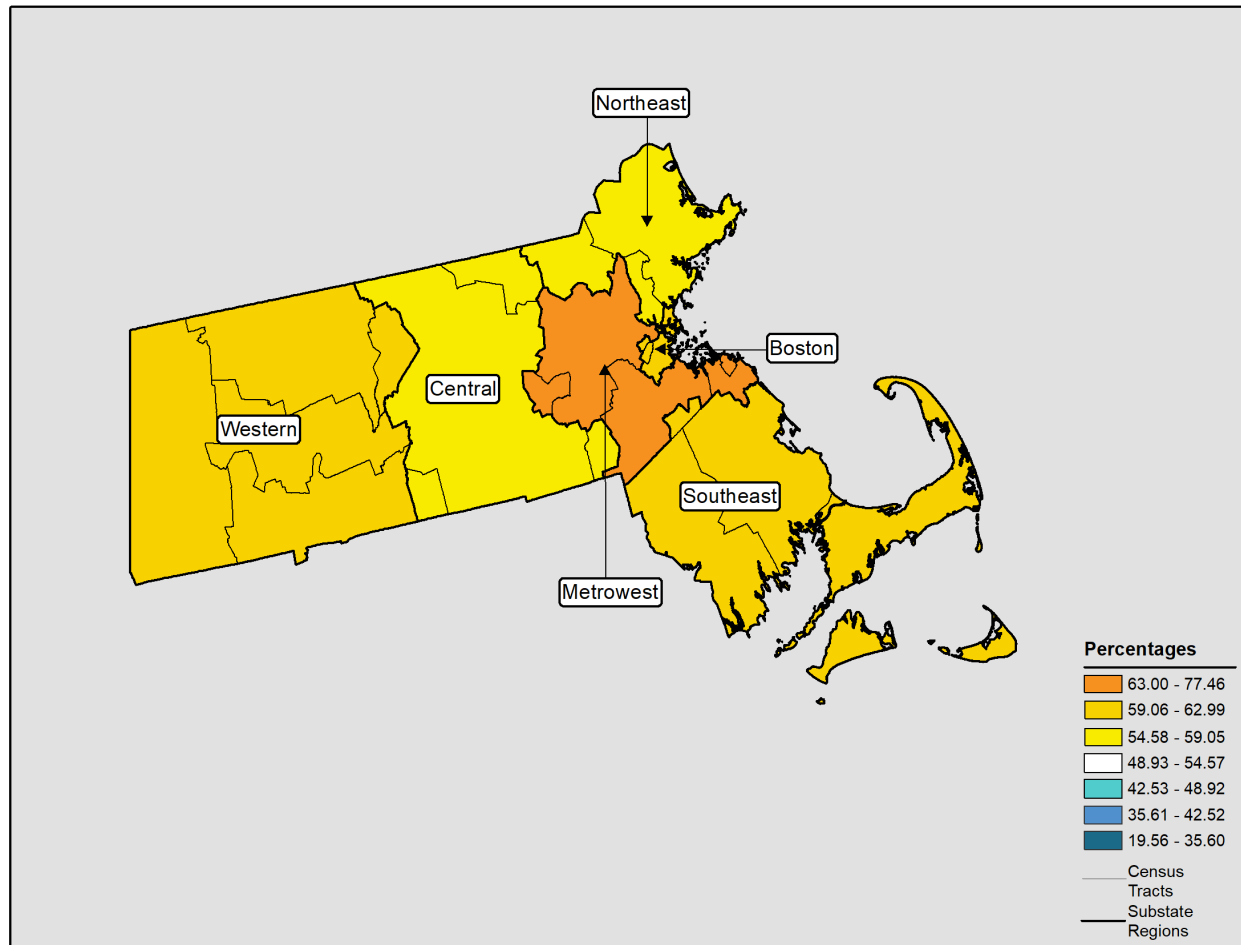 Northeast
Boston
Central
Western
Southeast
Metrowest
Percentages
63.00 - 77.46
59.06 - 62.99
54.58 - 59.05
48.93 - 54.57
42.53 - 48.92
35.61 - 42.52
19.56 - 35.60
Census
Tracts
Substate
Regions